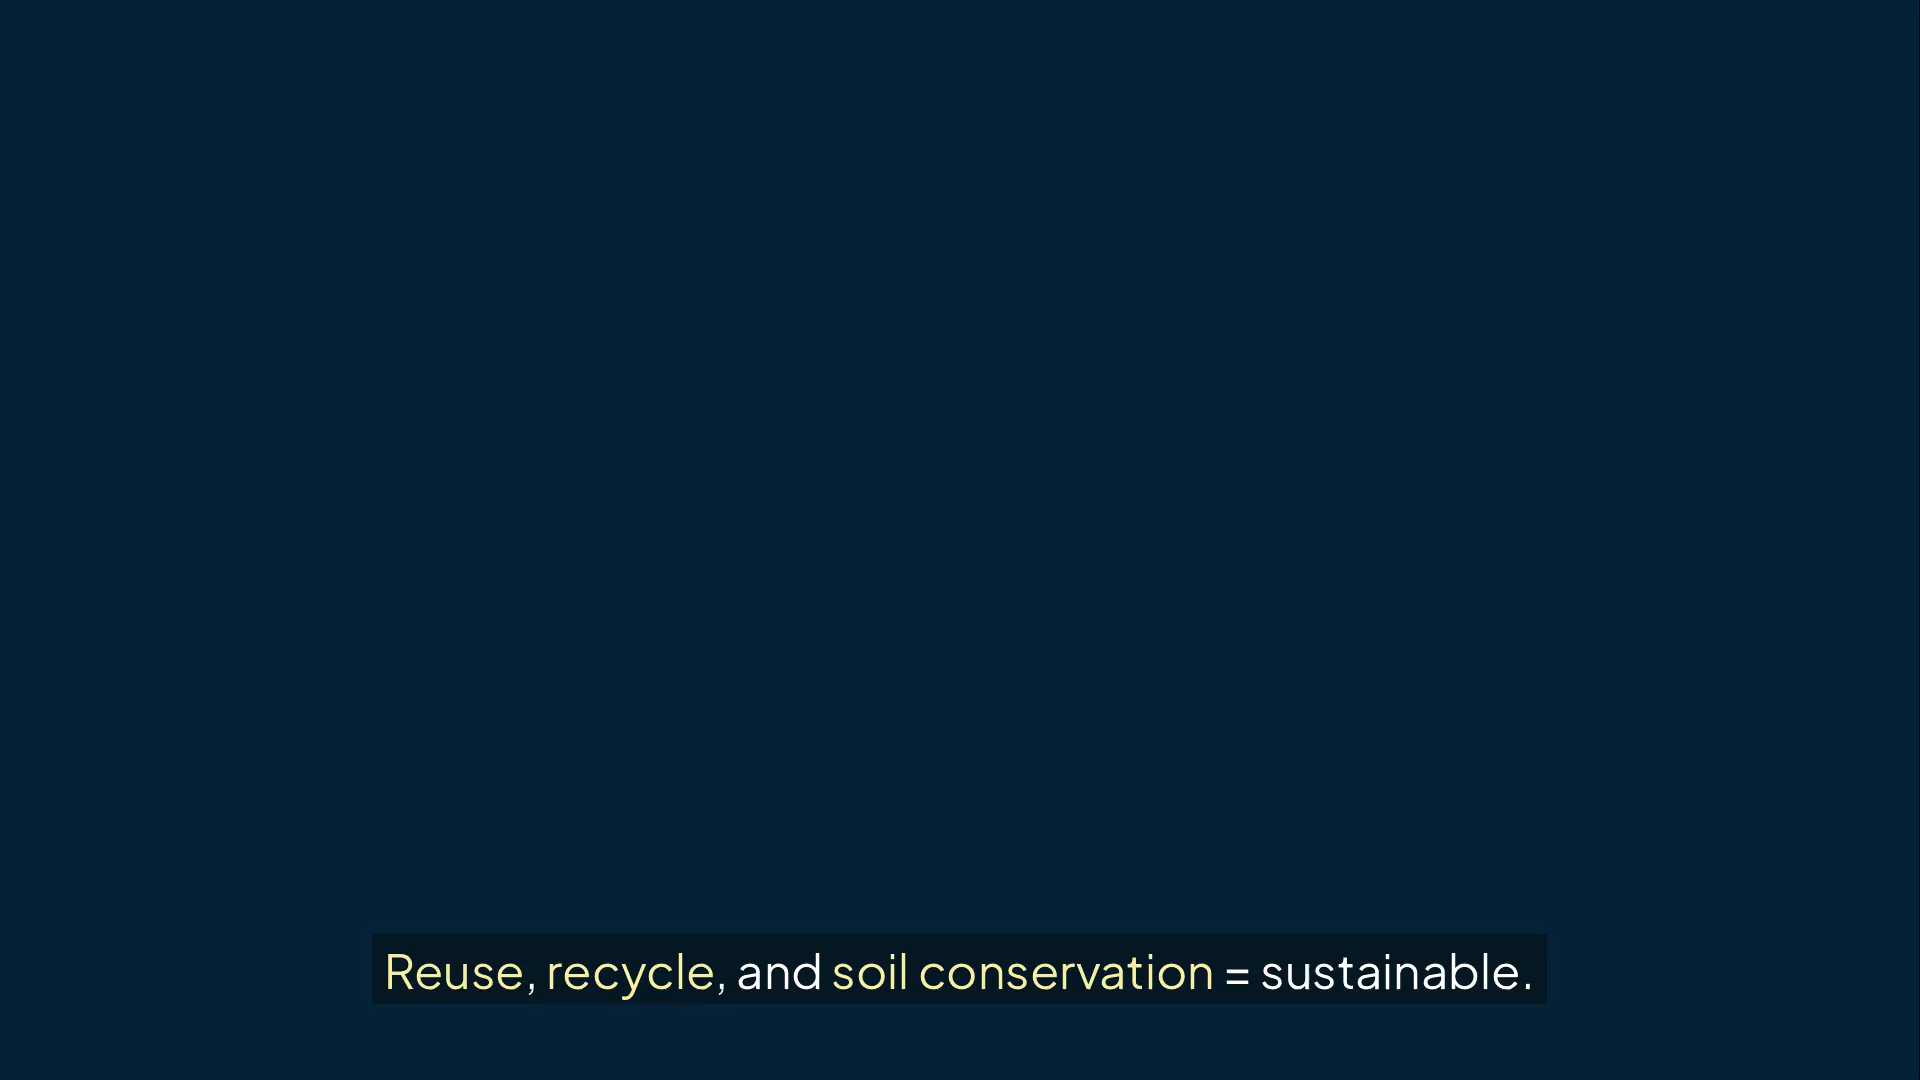 Reuse, recycle, and soil conservation = sustainable.